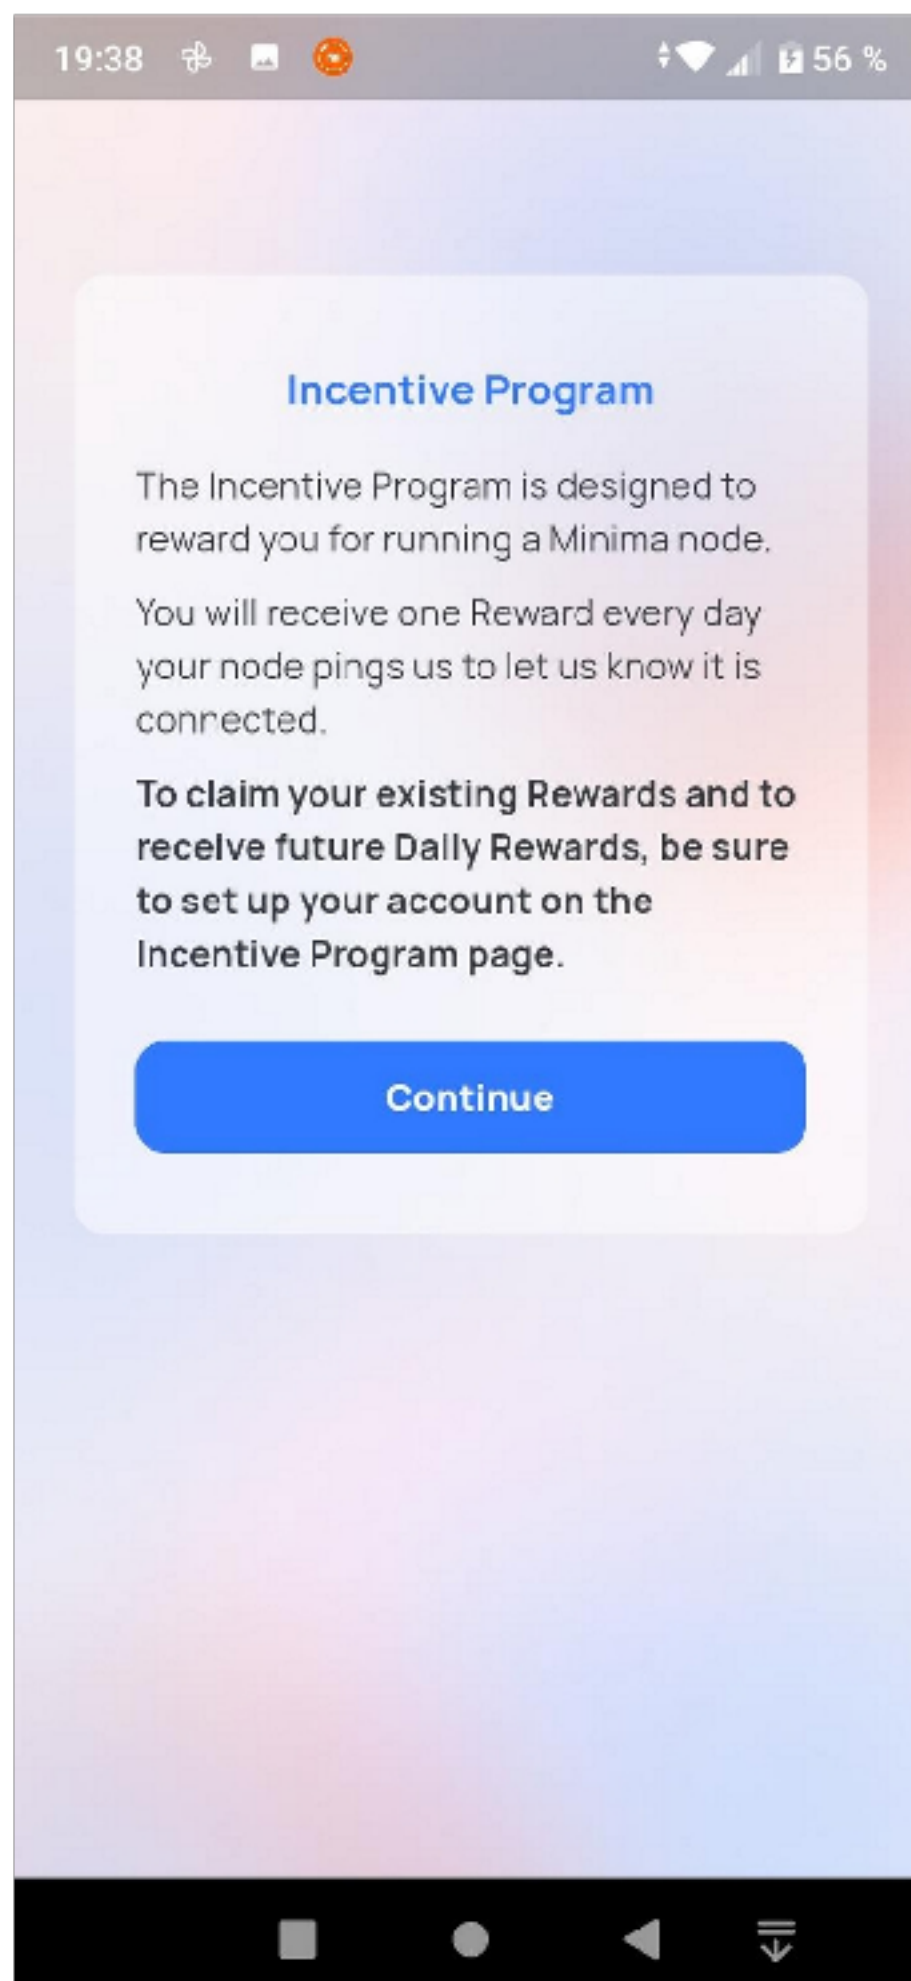 19:38
56 %
Incentive Program
The Incentive Program is designed to
reward you for running a Minima node.
You will receive one Reward every day
your node pings us to let us know it is
connected.
To claim your existing Rewards and to
receive future Daily Rewards, be sure
to set up your account on the
Incentive Program page.
Continue